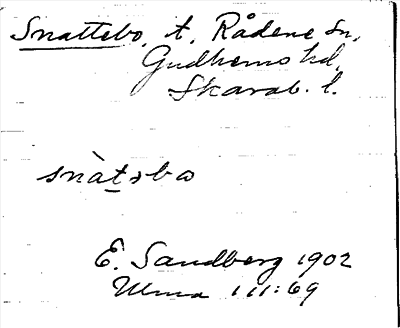 Snattebo, t. Rådene sn,
Gudhems hd,
Skarab. l.
snàtəbo
E. Sandberg 1902
Ulma 111:69